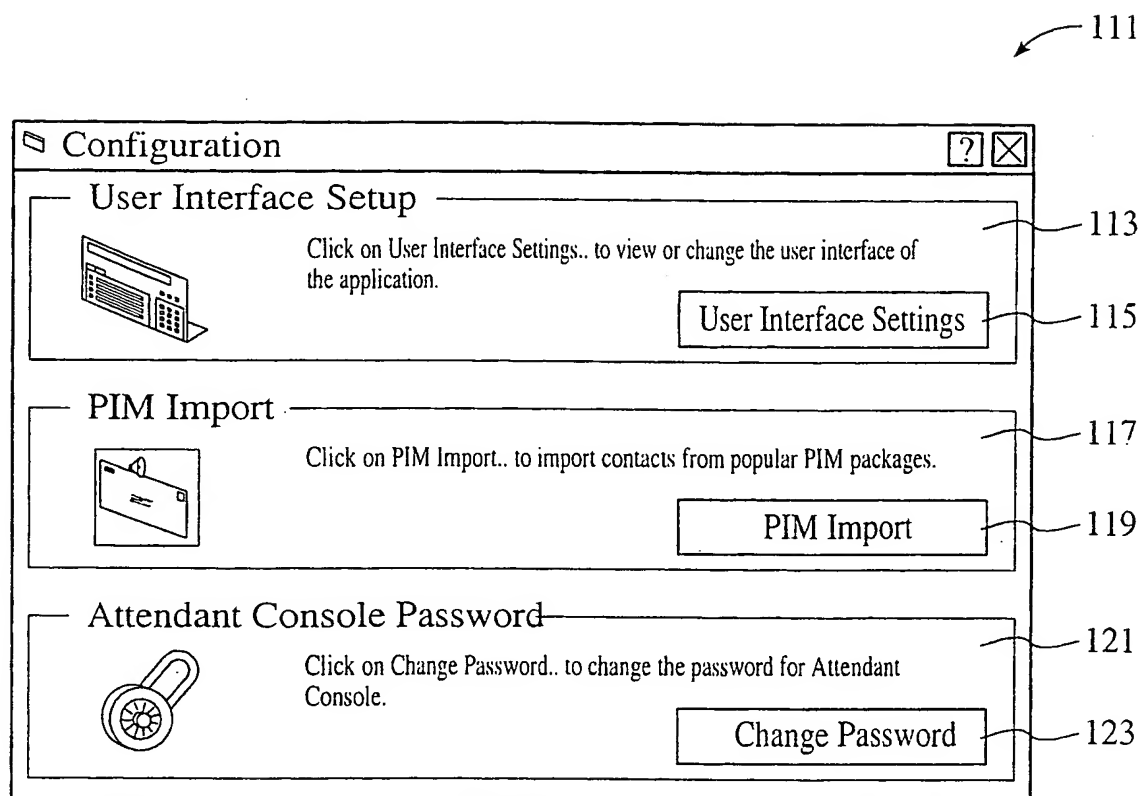 111
Configuration ?
User Interface Setup
113
Click on User Interface Settings.. to view or change the user interface of
the application.
User Interface Settings
115
PIM Import
117
Click on PIM Import.. to import contacts from popular PIM packages.
PIM Import
119
Attendant Console Password
121
Click on Change Password.. to change the password for Attendant
Console.
Change Password
123